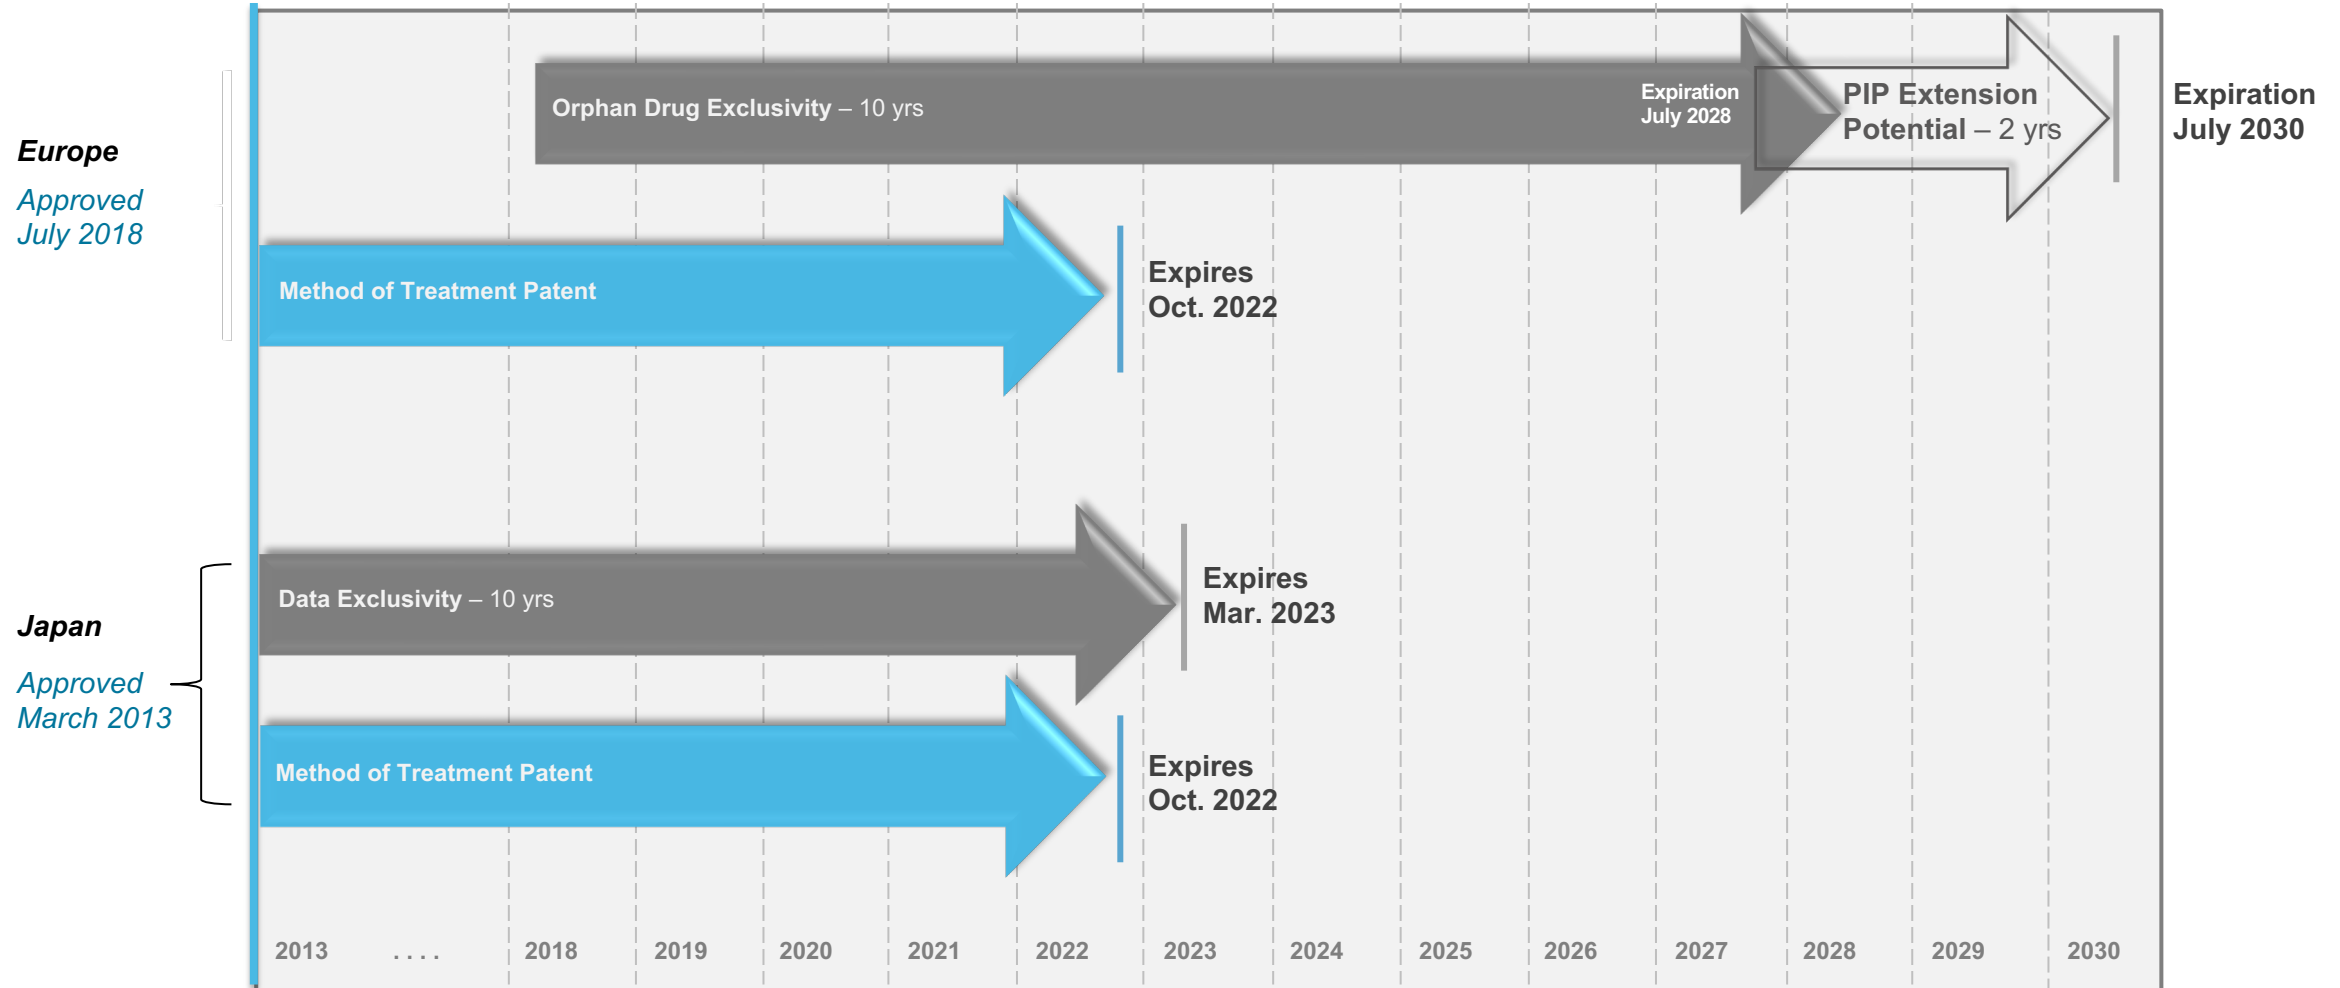 Orphan Drug Exclusivity – 10 yrs
Expiration
July 2028
PIP Extension
Potential – 2 yrs
Expiration
July 2030
Europe
Approved
July 2018
Method of Treatment Patent
Expires
Oct. 2022
Japan
Approved
March 2013
Data Exclusivity – 10 yrs
Expires
Mar. 2023
Method of Treatment Patent
Expires
Oct. 2022
2013 .... 2018 2019 2020 2021 2022 2023 2024 2025 2026 2027 2028 2029 2030